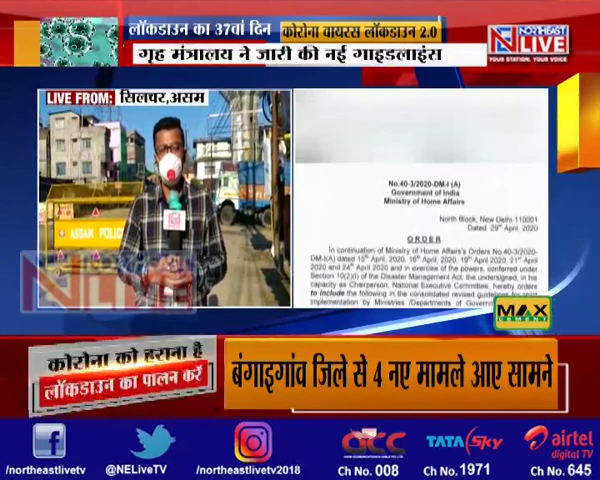 लॉकडाउन का 37वां दिन
कोरोना वायरस लॉकडाउन 2.0
गृह मंत्रालय ने जारी की नई गाइडलाइंस
NORTHEAST
LIVE
YOUR STATION. YOUR VOICE
LIVE FROM: सिलचर,असम
ASSAM POLIC
No.40-3/2020-DM-I (A)
Government of India
Ministry of Home Affairs
North Block, New Delhi-110001
Dated 29th April, 2020
ORDER
In continuation of Ministry of Home Affairs's Orders No.40-3/2020-
DM-I(A) dated 15th April, 2020, 16th April, 2020, 19th April, 2020, 21st April
2020 and 24th April 2020 and in exercise of the powers, conferred under
Section 10(2)(l) of the Disaster Management Act, the undersigned, in his
capacity as Chairperson, National Executive Committee, hereby orders
to include the following in the consolidated revised guidelines for
implementation by Ministries /Departments of
MAX
CEMENT
कोरोना को हराना है
लॉकडाउन का पालन करें
बंगाइगांव जिले से 4 नए मामले आए सामने
/northeastlivetv
@NELiveTV
/northeastlivetv2018
ACC
Ch No. 008
TATA Sky
Ch No. 1971
airtel
digital TV
Ch No. 645